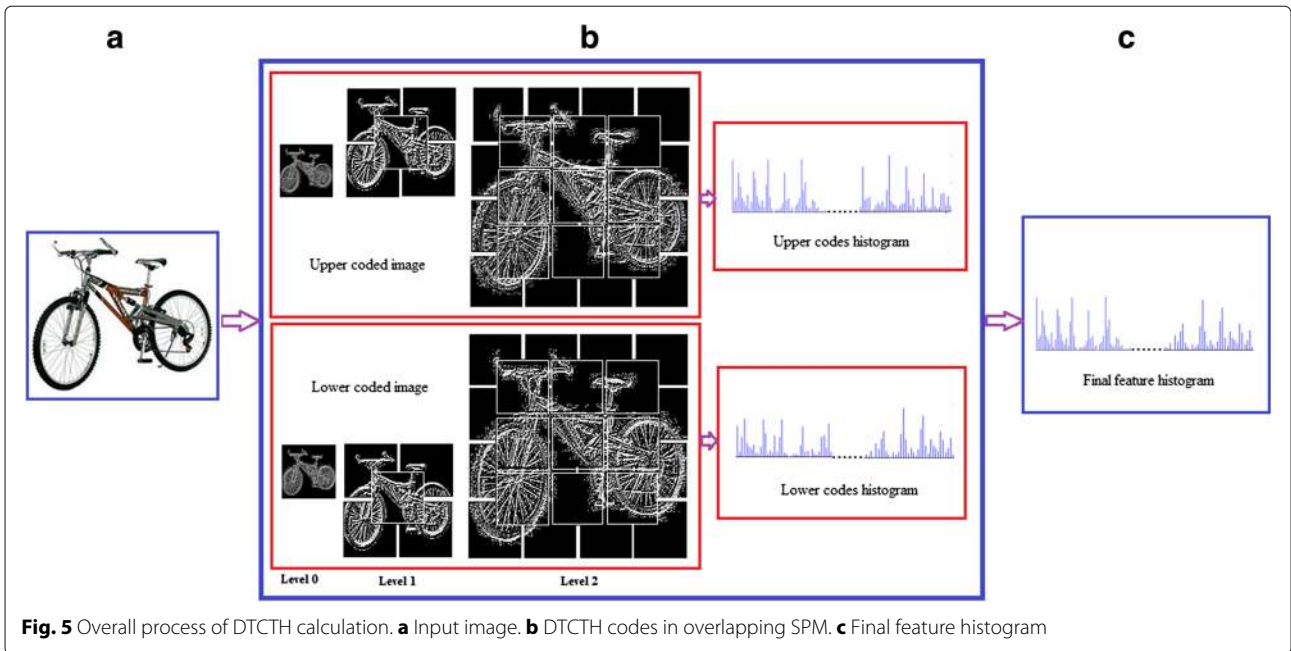 a b c
Upper coded image
Upper codes histogram
Final feature histogram
Lower coded image
Lower codes histogram
Level 0 Level 1 Level 2
Fig. 5 Overall process of DTCTH calculation. a Input image. b DTCTH codes in overlapping SPM. c Final feature histogram